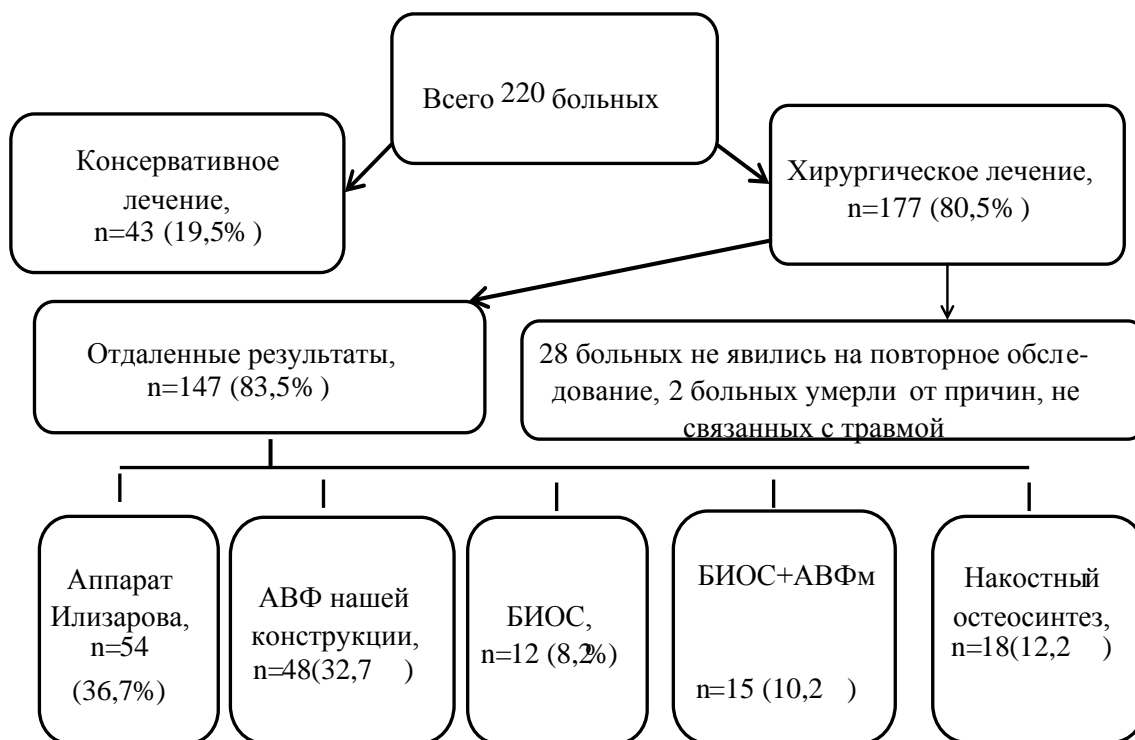 Всего 220 больных
Консервативное
лечение,
n=43 (19,5% )
Хирургическое лечение,
n=177 (80,5% )
Отдаленные результаты,
n=147 (83,5% )
28 больных не явились на повторное обсле-
дование, 2 больных умерли от причин, не
связанных с травмой
Аппарат
Илизарова,
n=54
(36,7%)
АВФ нашей
конструкции,
n=48(32,7 )
БИОС,
n=12 (8,2%)
БИОС+АВФм
n=15 (10,2 )
Накостный
остеосинтез,
n=18(12,2 )